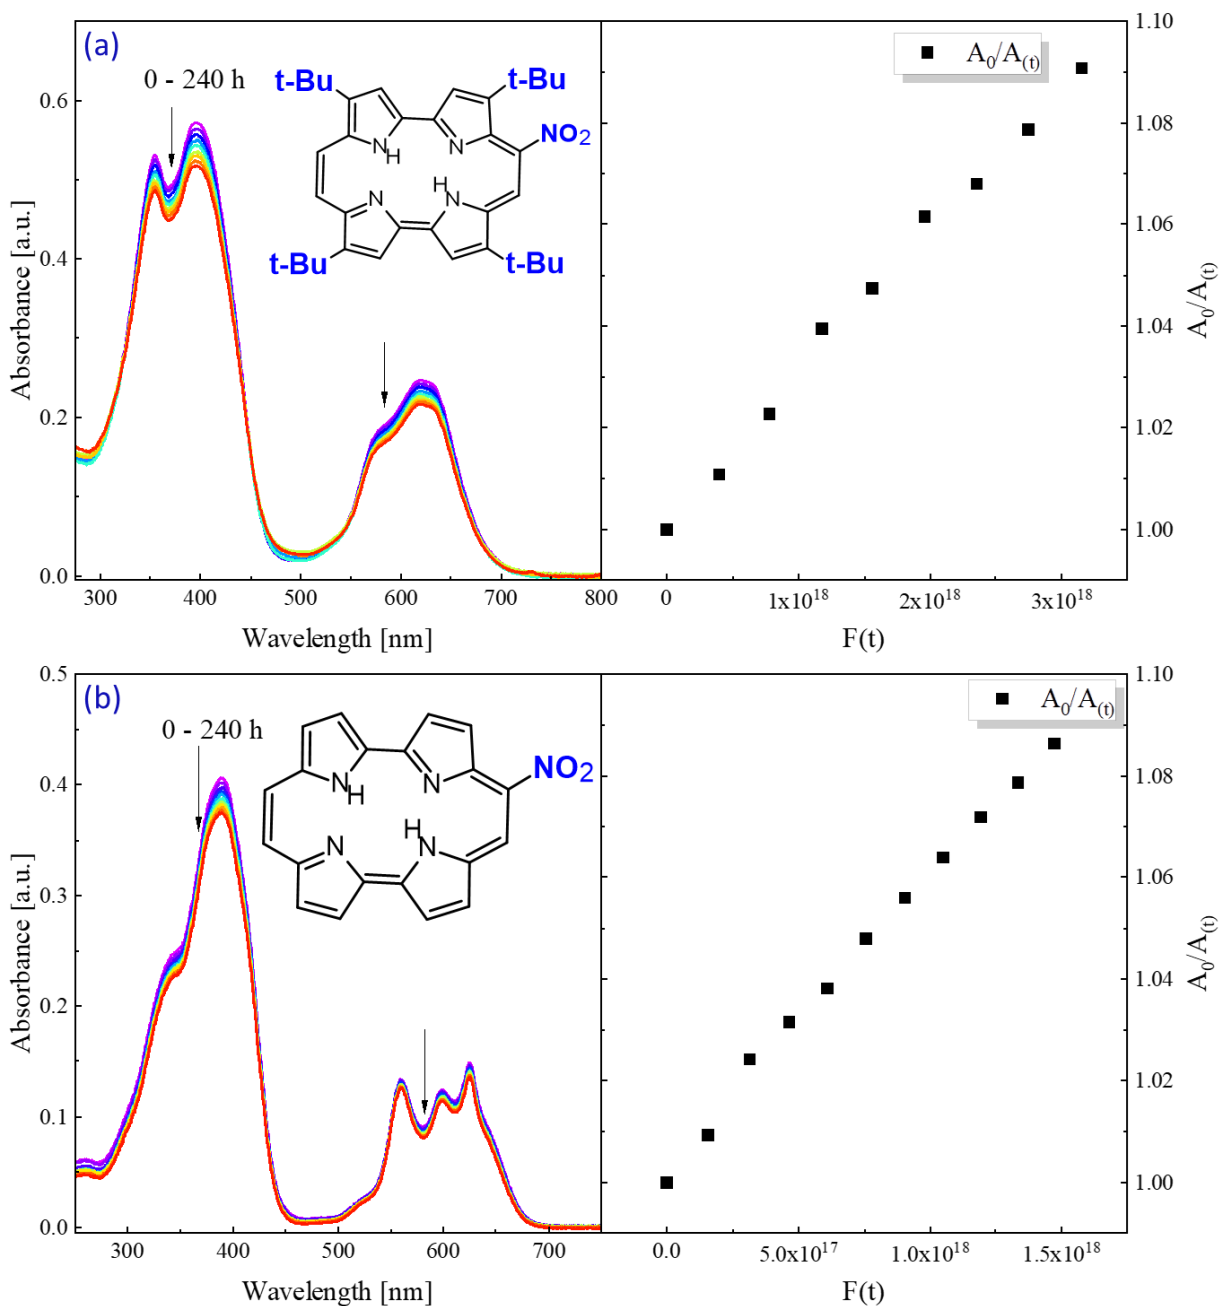 (a)
0 - 240 h
t-Bu
t-Bu
NO2
N
H
N
N
H
N
t-Bu
t-Bu
Absorbance [a.u.]
0.6
0.4
0.2
0.0
300 400 500 600 700 800
Wavelength [nm]
A0/A(t)
1.10
1.08
1.06
1.04
1.02
1.00
A0/A(t)
0 1x10^18 2x10^18 3x10^18
F(t)
(b)
0 - 240 h
NO2
N
H
N
N
H
N
Absorbance [a.u.]
0.5
0.4
0.3
0.2
0.1
0.0
300 400 500 600 700
Wavelength [nm]
A0/A(t)
1.10
1.08
1.06
1.04
1.02
1.00
A0/A(t)
0.0 5.0x10^17 1.0x10^18 1.5x10^18
F(t)